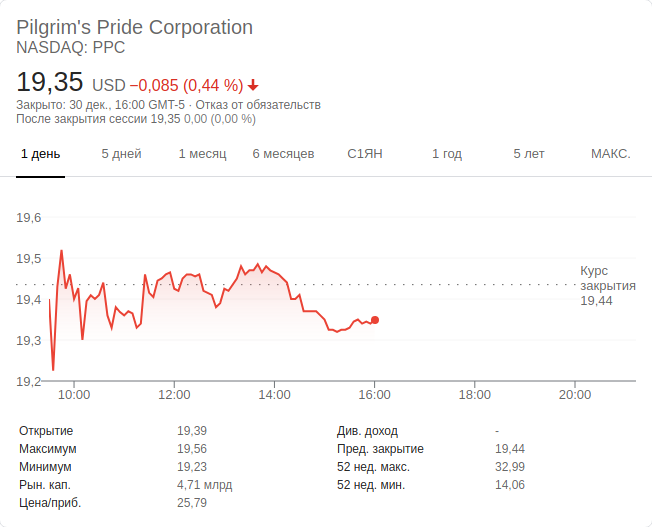 Pilgrim's Pride Corporation
NASDAQ: PPC
19,35 USD −0,085 (0,44 %)
Закрыто: 30 дек., 16:00 GMT-5 · Отказ от обязательств
После закрытия сессии 19,35 0,00 (0,00 %)
1 день 5 дней 1 месяц 6 месяцев С1ЯН 1 год 5 лет МАКС.
19,6
19,5
Курс
закрытия
19,4
19,44
19,3
19,2
10:00 12:00 14:00 16:00 18:00 20:00
Открытие 19,39 Див. доход -
Максимум 19,56 Пред. закрытие 19,44
Минимум 19,23 52 нед. макс. 32,99
Рын. кап. 4,71 млрд 52 нед. мин. 14,06
Цена/приб. 25,79